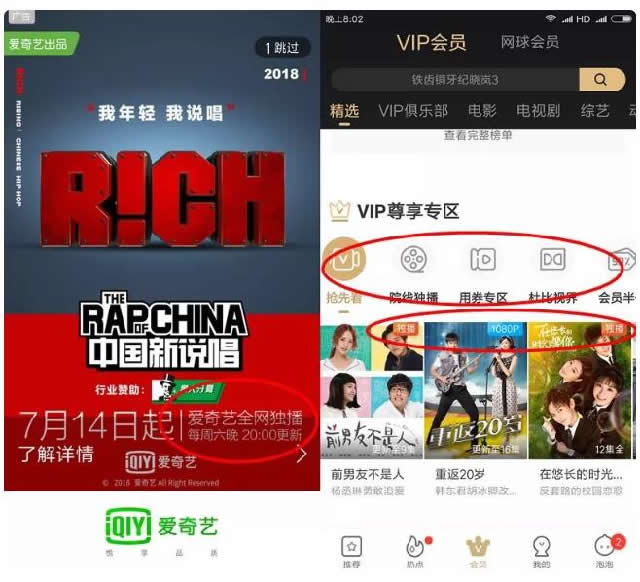 广告
爱奇艺出品
1 跳过
2018
RICH
RISING! CHINESE HIP HOP
"我年轻 我说唱"
R!CH
THE
RAP OF CHINA
中国新说唱
行业赞助:
7月14日起
爱奇艺全网独播
每周六晚 20:00更新
了解详情
QIY 爱奇艺
© 2018 爱奇艺 All Right Reserved
iQIY 爱奇艺
悦享品质
晚上8:02
HD
VIP会员
网球会员
铁齿铜牙纪晓岚3
精选
VIP俱乐部
电影
电视剧
综艺
查看完整榜单
VIP尊享专区
抢先看
院线独播
用券专区
杜比视界
会员半
独播
1080P
独播
前男友不是人
更新至9集
重返20岁
更新至16集
12集全
前男友不是人
重返20岁
在悠长的时光...
杨丞琳勇敢追爱
韩东君胡冰卿改...
反套路的校园恋爱
推荐
热点
会员
我的
泡泡
2